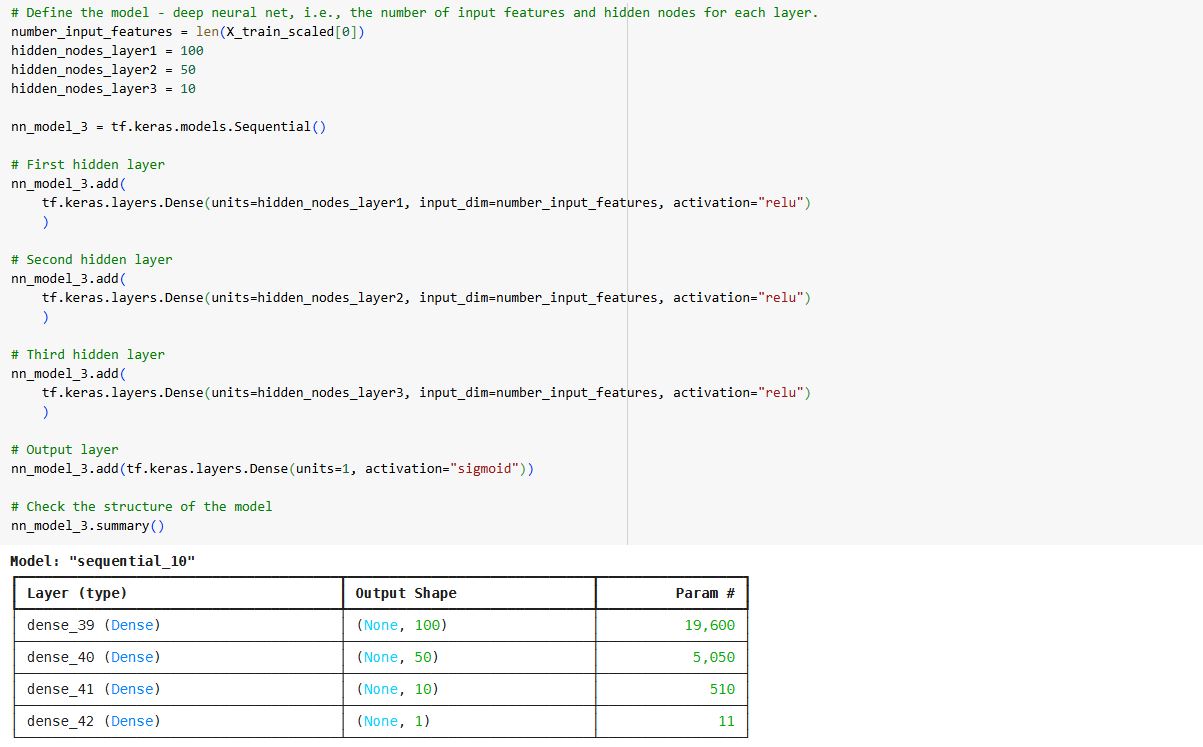 # Define the model - deep neural net, i.e., the number of input features and hidden nodes for each layer.
number_input_features = len(X_train_scaled[0])
hidden_nodes_layer1 = 100
hidden_nodes_layer2 = 50
hidden_nodes_layer3 = 10
nn_model_3 = tf.keras.models.Sequential()
# First hidden layer
nn_model_3.add(
    tf.keras.layers.Dense(units=hidden_nodes_layer1, input_dim=number_input_features, activation="relu")
    )
# Second hidden layer
nn_model_3.add(
    tf.keras.layers.Dense(units=hidden_nodes_layer2, input_dim=number_input_features, activation="relu")
    )
# Third hidden layer
nn_model_3.add(
    tf.keras.layers.Dense(units=hidden_nodes_layer3, input_dim=number_input_features, activation="relu")
    )
# Output layer
nn_model_3.add(tf.keras.layers.Dense(units=1, activation="sigmoid"))
# Check the structure of the model
nn_model_3.summary()
Model: "sequential_10"
Layer (type) Output Shape Param #
dense_39 (Dense) (None, 100) 19,600
dense_40 (Dense) (None, 50) 5,050
dense_41 (Dense) (None, 10) 510
dense_42 (Dense) (None, 1) 11